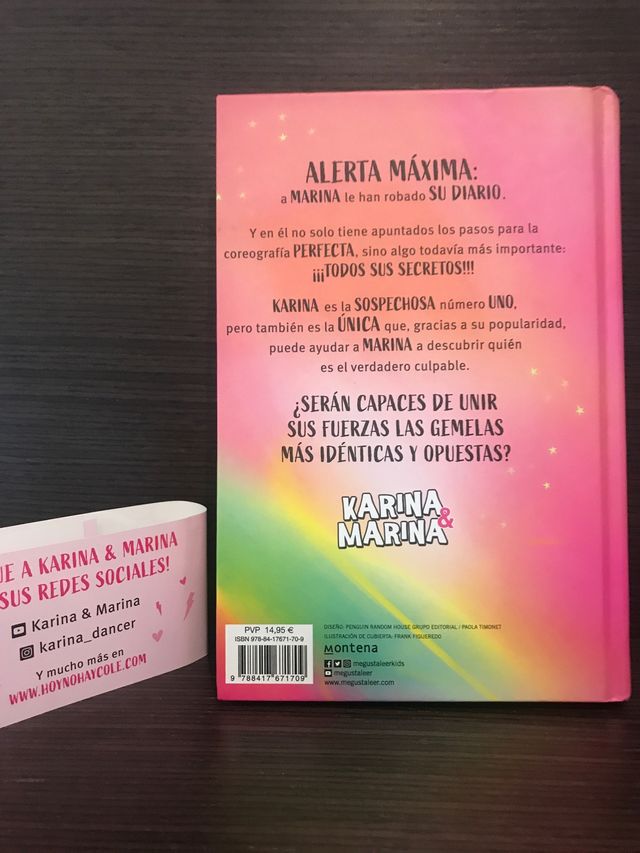 ALERTA MÁXIMA:
a MARINA le han robado SU DIARIO.
Y en él no solo tiene apuntados los pasos para la
coreografía PERFECTA, sino algo todavía más importante:
¡¡¡TODOS SUS SECRETOS!!!
KARINA es la SOSPECHOSA número UNO,
pero también es la ÚNICA que, gracias a su popularidad,
puede ayudar a MARINA a descubrir quién
es el verdadero culpable.
¿SERÁN CAPACES DE UNIR
SUS FUERZAS LAS GEMELAS
MÁS IDÉNTICAS Y OPUESTAS?
KARINA
& MARINA
PVP 14,95 €
ISBN 978-84-17671-70-9
9 788417 671709
DISEÑO: PENGUIN RANDOM HOUSE GRUPO EDITORIAL / PAOLA TIMONET
ILUSTRACIÓN DE CUBIERTA: FRANK FIGUEREDO
Montena
megustaleerkids
megustaleer
www.megustaleer.com
UE A KARINA & MARINA
SUS REDES SOCIALES!
Karina & Marina
karina_dancer
Y mucho más en
WWW.HOYNOHAYCOLE.COM